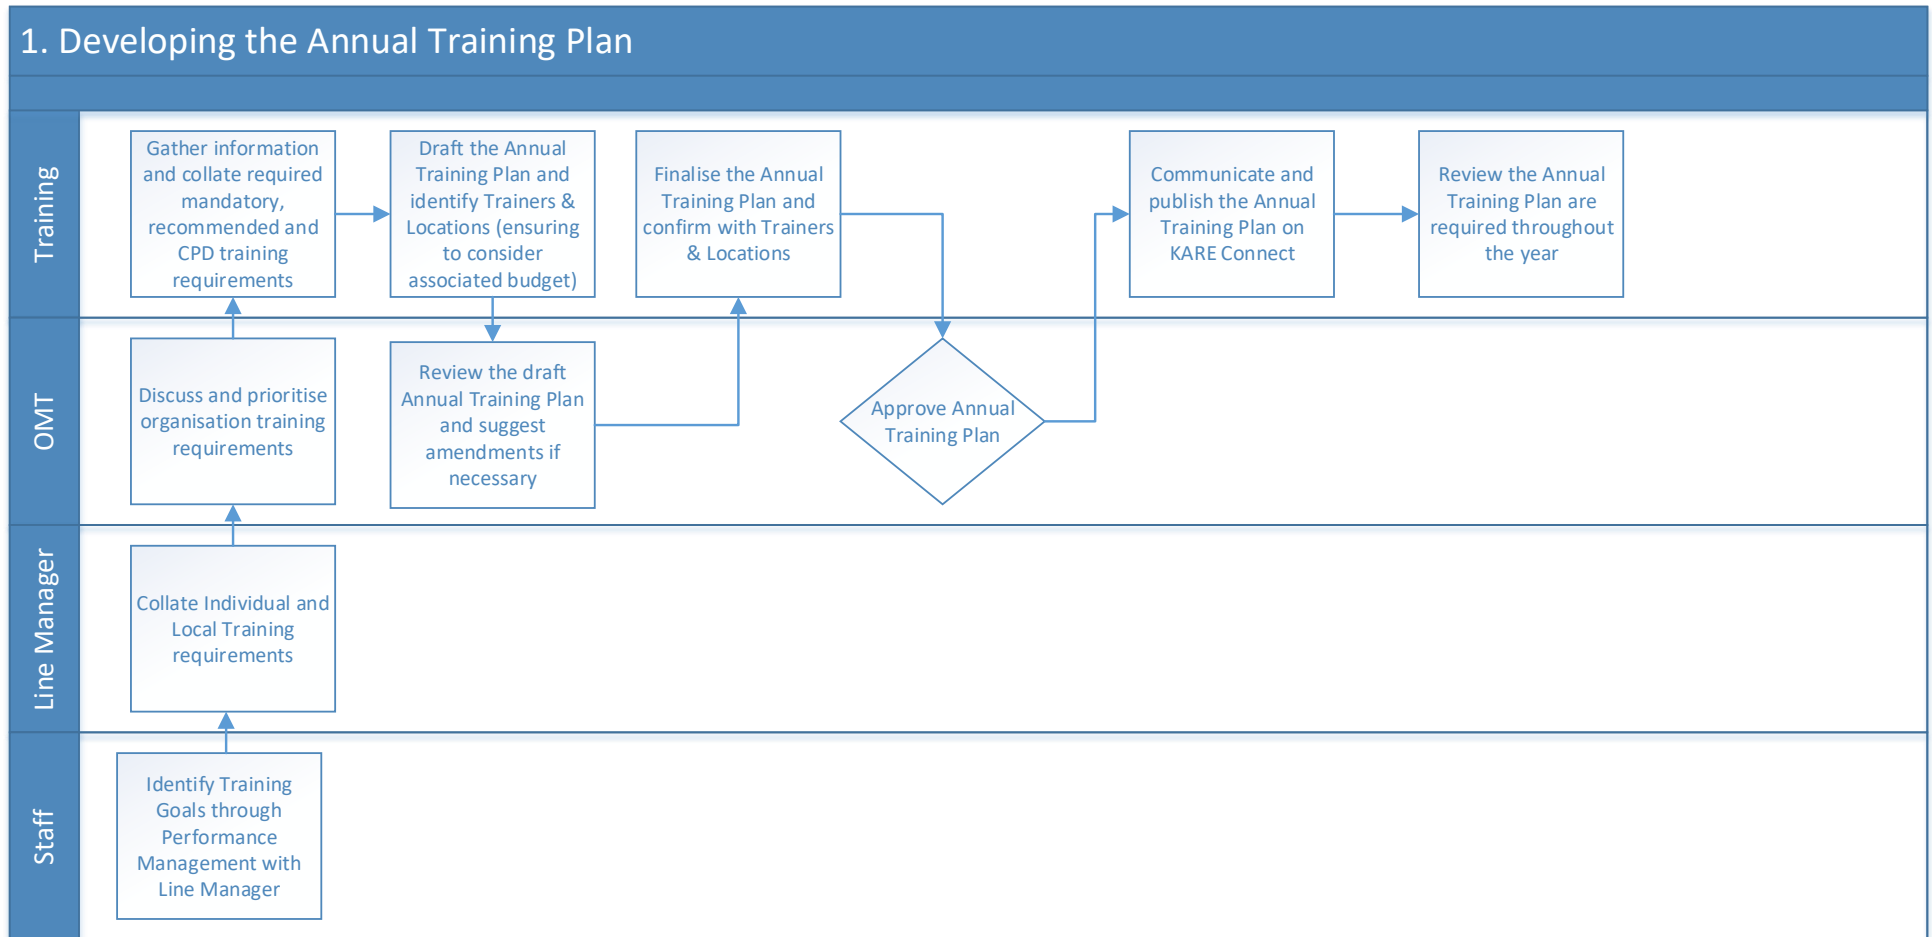 1. Developing the Annual Training Plan
Training
Gather information
and collate required
mandatory,
recommended and
CPD training
requirements
Draft the Annual
Training Plan and
identify Trainers &
Locations (ensuring
to consider
associated budget)
Finalise the Annual
Training Plan and
confirm with Trainers
& Locations
Communicate and
publish the Annual
Training Plan on
KARE Connect
Review the Annual
Training Plan are
required throughout
the year
OMT
Discuss and prioritise
organisation training
requirements
Review the draft
Annual Training Plan
and suggest
amendments if
necessary
Approve Annual
Training Plan
Line Manager
Collate Individual and
Local Training
requirements
Staff
Identify Training
Goals through
Performance
Management with
Line Manager